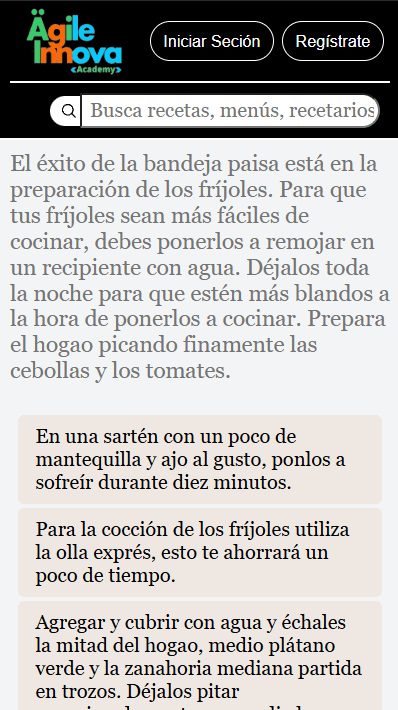 Ägile
Innova
<Academy>
Iniciar Seción
Regístrate
Busca recetas, menús, recetarios
El éxito de la bandeja paisa está en la
preparación de los fríjoles. Para que
tus fríjoles sean más fáciles de
cocinar, debes ponerlos a remojar en
un recipiente con agua. Déjalos toda
la noche para que estén más blandos a
la hora de ponerlos a cocinar. Prepara
el hogao picando finamente las
cebollas y los tomates.
En una sartén con un poco de
mantequilla y ajo al gusto, ponlos a
sofreír durante diez minutos.
Para la cocción de los fríjoles utiliza
la olla exprés, esto te ahorrará un
poco de tiempo.
Agregar y cubrir con agua y échales
la mitad del hogao, medio plátano
verde y la zanahoria mediana partida
en trozos. Déjalos pitar